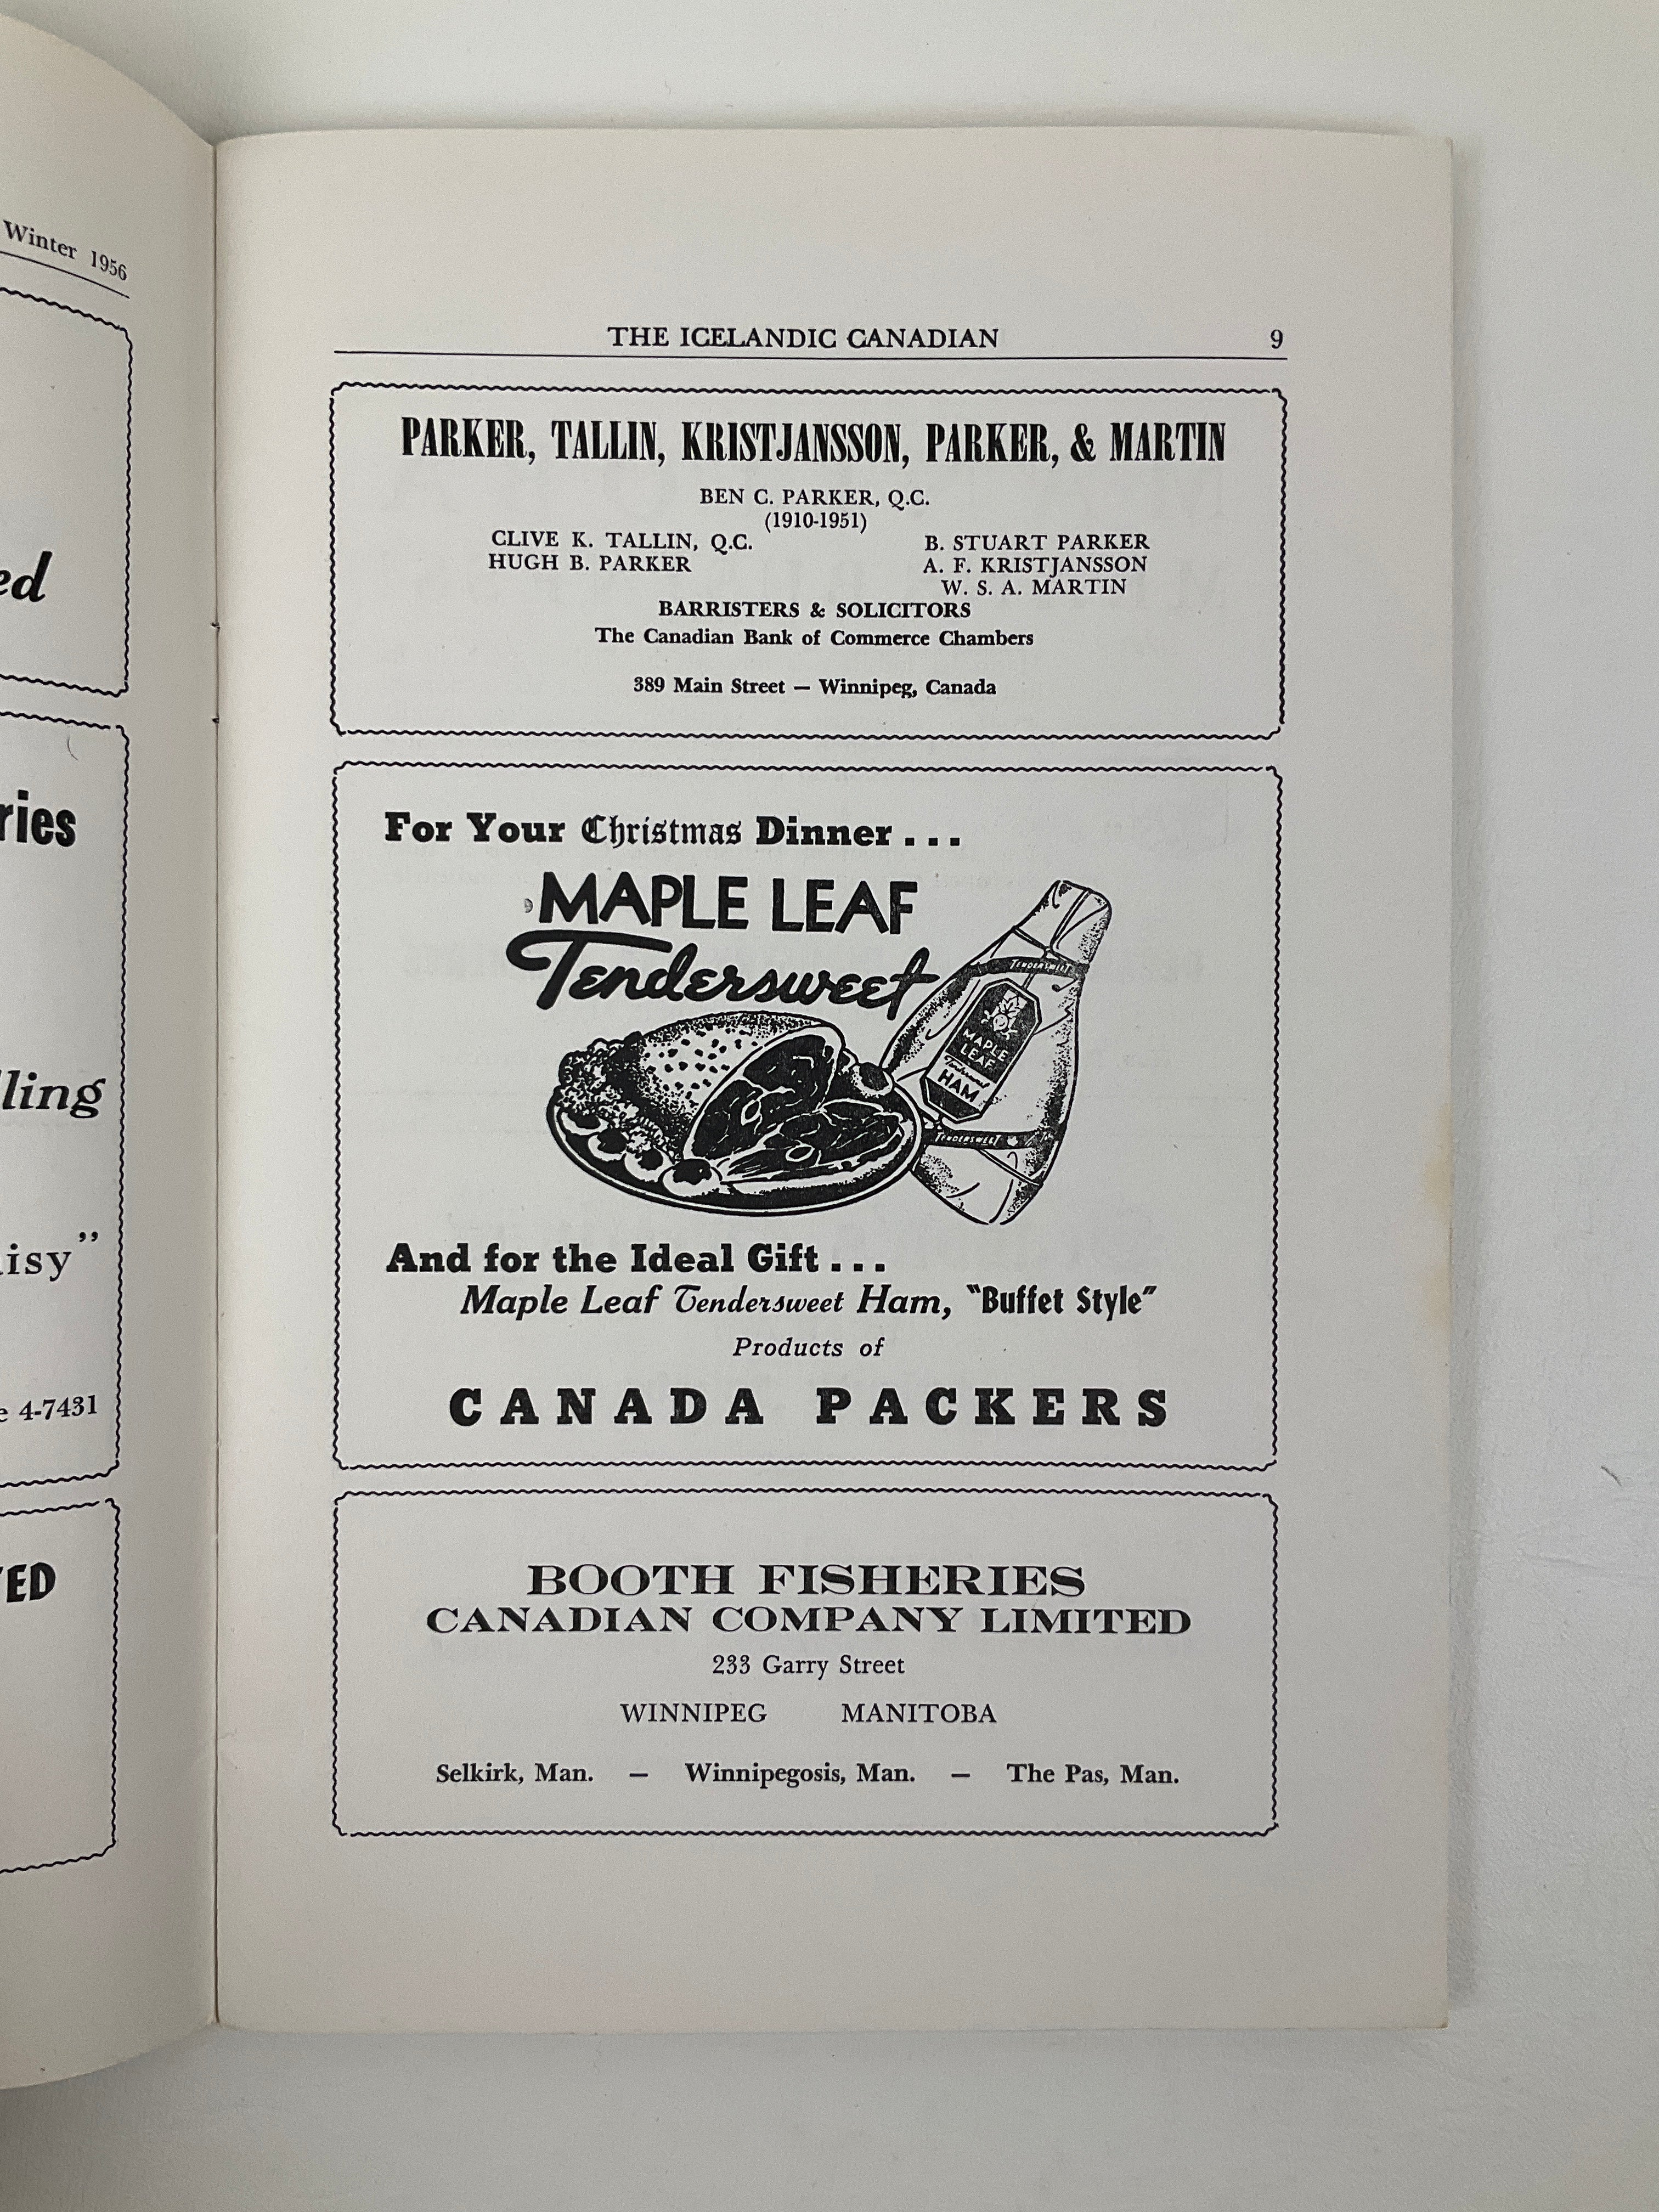 Winter 1956
ed
ries
lling
isy"
e 4-7431
ED
THE ICELANDIC CANADIAN 9
PARKER, TALLIN, KRISTJANSSON, PARKER, & MARTIN
BEN C. PARKER, Q.C.
(1910-1951)
CLIVE K. TALLIN, Q.C. B. STUART PARKER
HUGH B. PARKER A. F. KRISTJANSSON
W. S. A. MARTIN
BARRISTERS & SOLICITORS
The Canadian Bank of Commerce Chambers
389 Main Street — Winnipeg, Canada
For Your Christmas Dinner . . .
MAPLE LEAF
Tendersweet
TENDERSWEET
MAPLE
LEAF
Tendersweet
HAM
TENDERSWEET
And for the Ideal Gift . . .
Maple Leaf Tendersweet Ham, "Buffet Style"
Products of
CANADA PACKERS
BOOTH FISHERIES
CANADIAN COMPANY LIMITED
233 Garry Street
WINNIPEG MANITOBA
Selkirk, Man. — Winnipegosis, Man. — The Pas, Man.